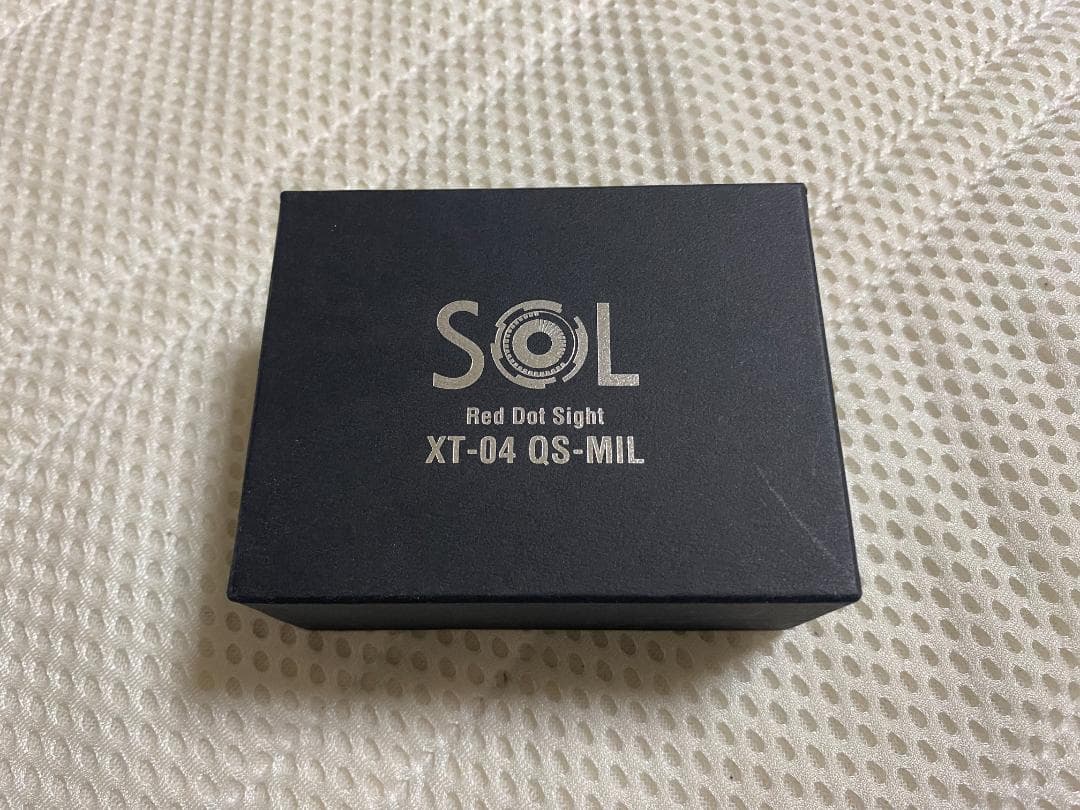 SOL
Red Dot Sight
XT-04 QS-MIL